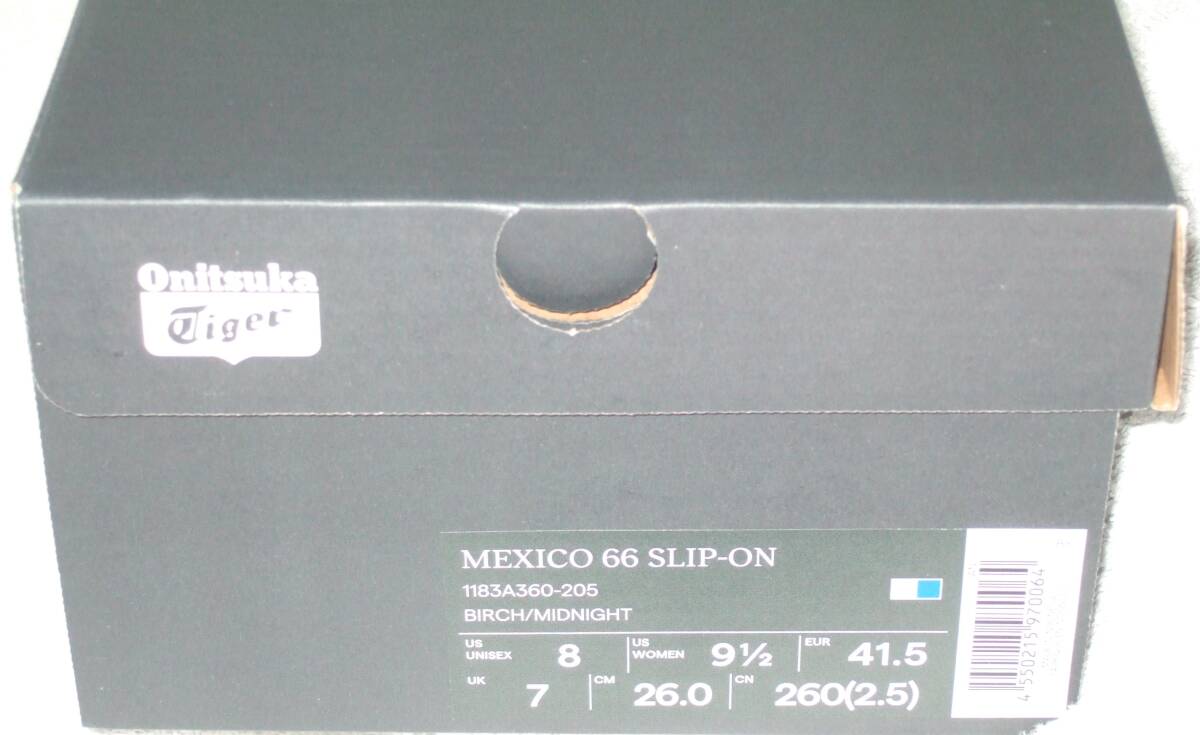 Onitsuka
Tiger
MEXICO 66 SLIP-ON
1183A360-205
BIRCH/MIDNIGHT
US UNISEX 8 US WOMEN 9½ EUR 41.5
UK 7 CM 26.0 CN 260(2.5)
4 550215 970064